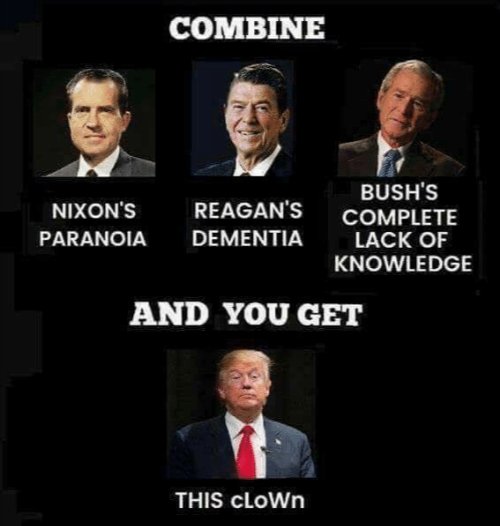 COMBINE
NIXON'S
PARANOIA
REAGAN'S
DEMENTIA
BUSH'S
COMPLETE
LACK OF
KNOWLEDGE
AND YOU GET
THIS cLoWn